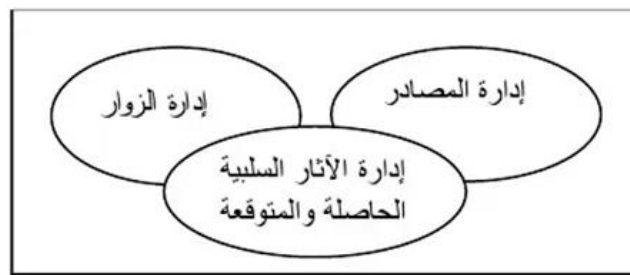 إدارة المصادر
إدارة الزوار
إدارة الآثار السلبية
الحاصلة والمتوقعة